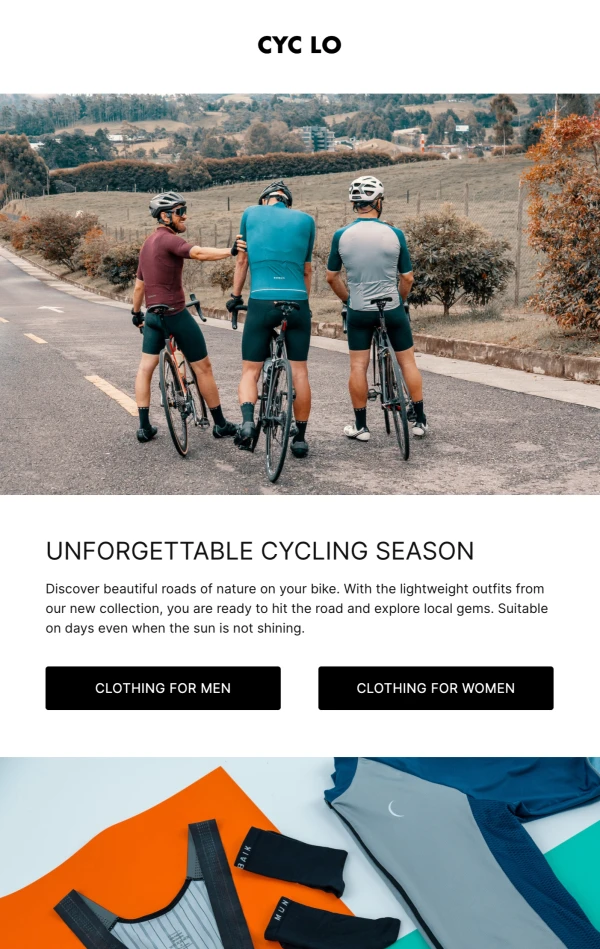 CYC LO
UNFORGETTABLE CYCLING SEASON
Discover beautiful roads of nature on your bike. With the lightweight outfits from
our new collection, you are ready to hit the road and explore local gems. Suitable
on days even when the sun is not shining.
CLOTHING FOR MEN
CLOTHING FOR WOMEN
BAIK
MUN